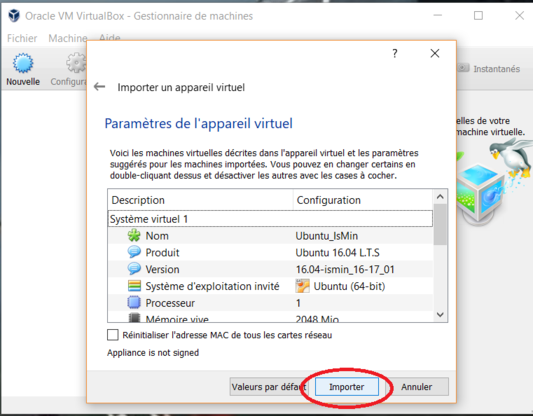 Oracle VM VirtualBox - Gestionnaire de machines
Fichier Machine Aide
Nouvelle
Instantanés
Importer un appareil virtuel
Paramètres de l'appareil virtuel
Voici les machines virtuelles décrites dans l'appareil virtuel et les paramètres
suggérés pour les machines importées. Vous pouvez en changer certains en
double-cliquant dessus et désactiver les autres avec les cases à cocher.
elles de votre
machine virtuelle.
Description Configuration
Système virtuel 1
Nom Ubuntu_IsMin
Produit Ubuntu 16.04 L.T.S
Version 16.04-ismin_16-17_01
Système d'exploitation invité Ubuntu (64-bit)
Processeur 1
Mémoire vive 2048 Mio
Réinitialiser l'adresse MAC de tous les cartes réseau
Appliance is not signed
Valeurs par défaut Importer Annuler